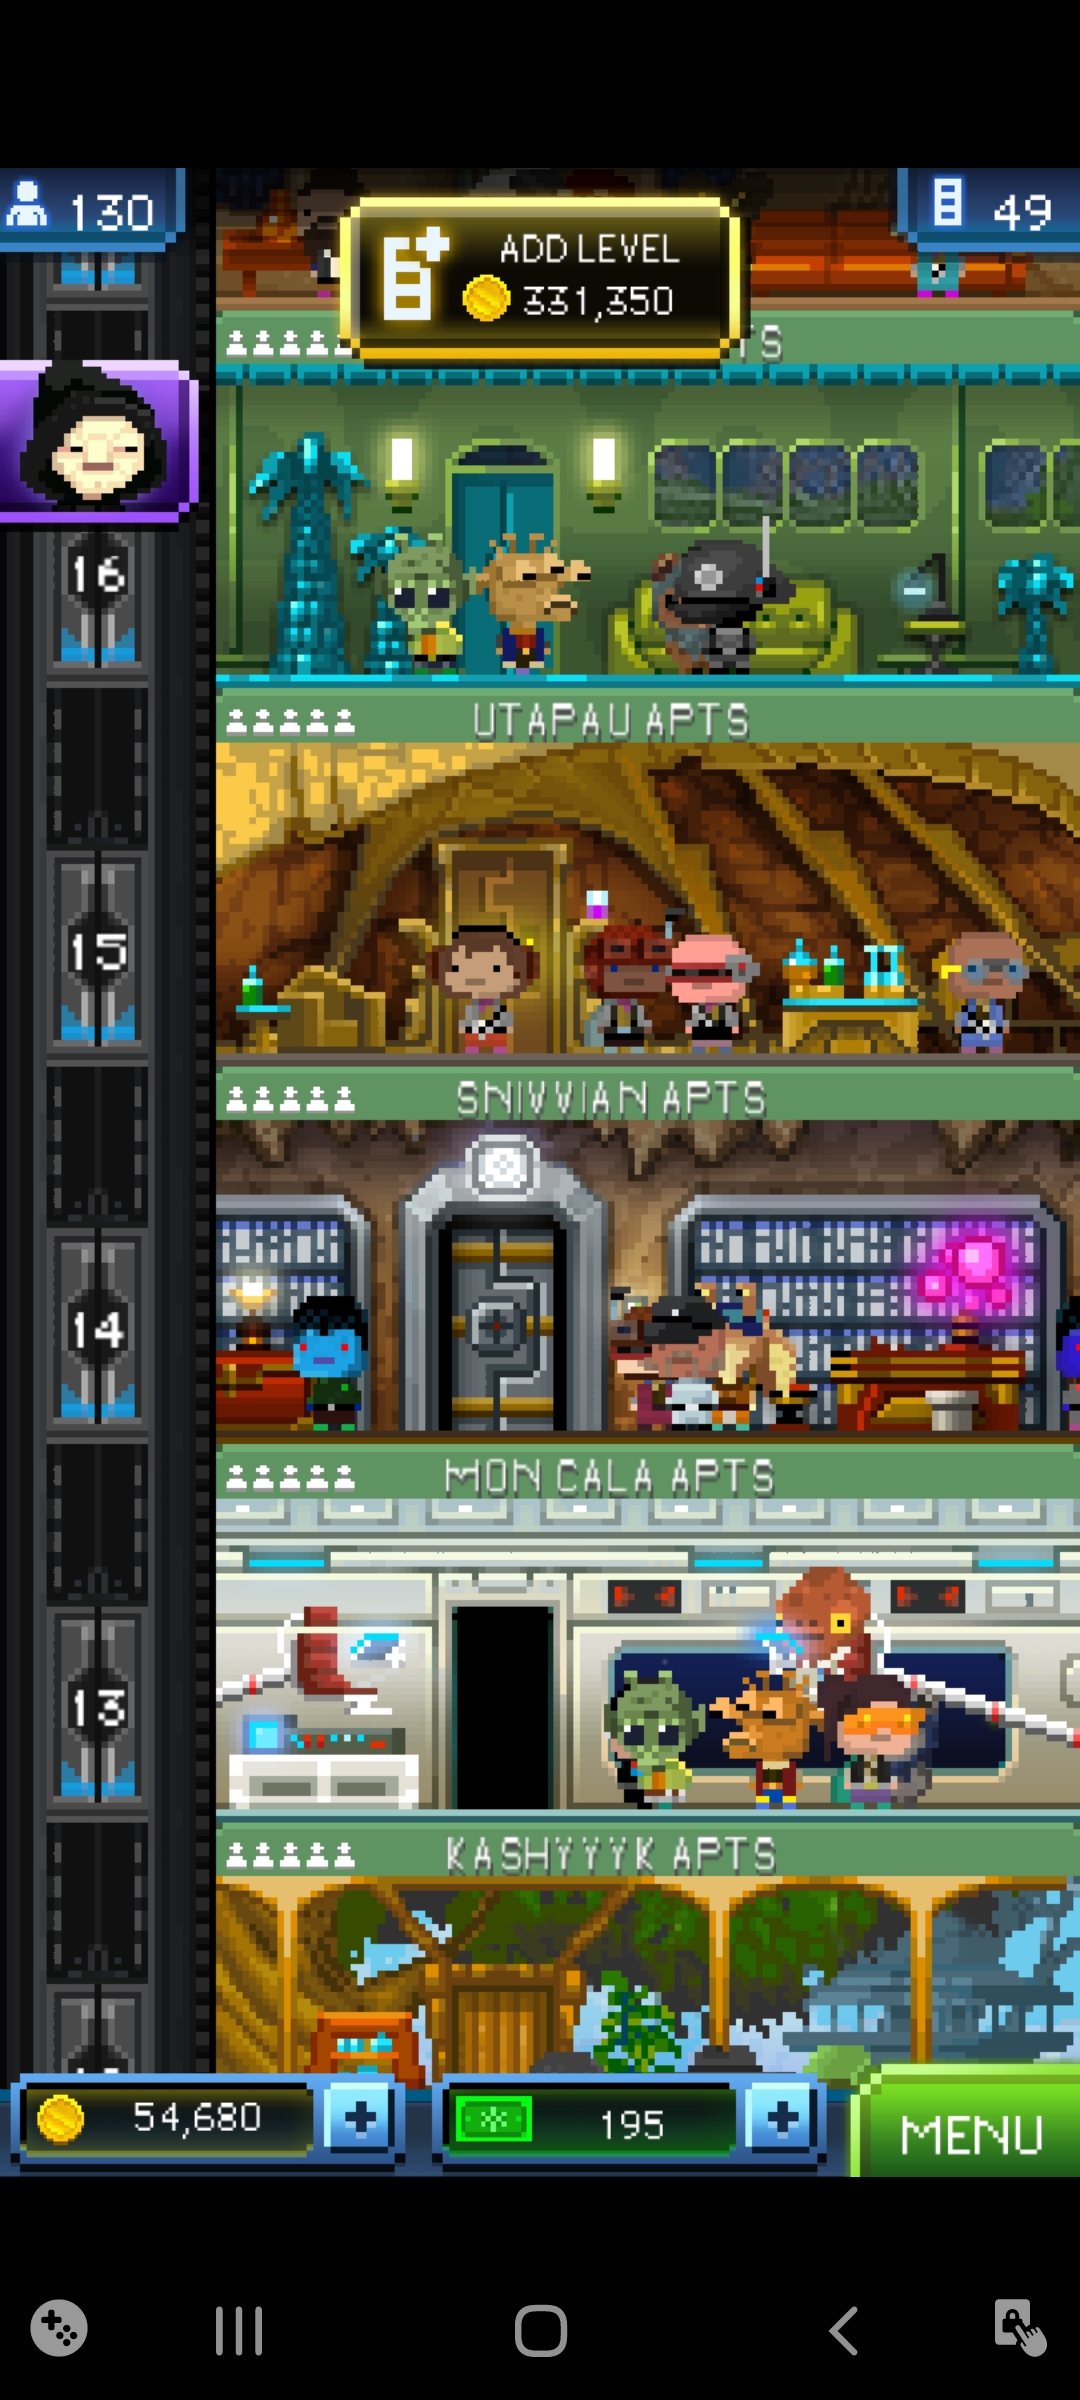 130
49
ADD LEVEL
331,350
TS
16
UTAPAU APTS
15
SNIVVIAN APTS
14
MON CALA APTS
13
KASHYYYK APTS
54,680
195
MENU